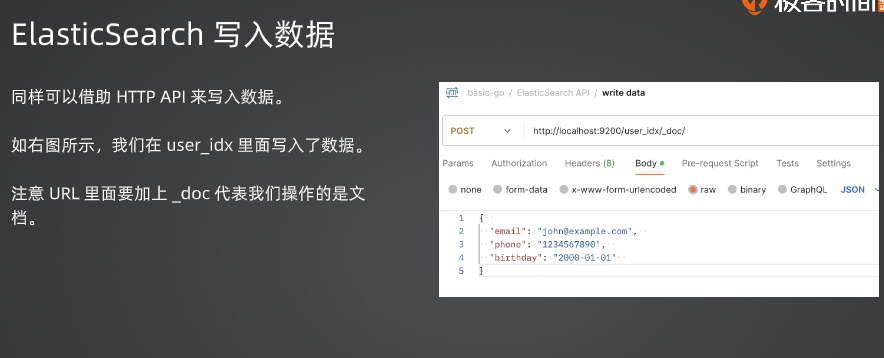 极客时间
ElasticSearch 写入数据
同样可以借助 HTTP API 来写入数据。
如右图所示，我们在 user_idx 里面写入了数据。
注意 URL 里面要加上 _doc 代表我们操作的是文
档。
HTTP basic-go / ElasticSearch API / write data
POST http://localhost:9200/user_idx/_doc/
Params Authorization Headers (8) Body Pre-request Script Tests Settings
none form-data x-www-form-urlencoded raw binary GraphQL JSON
1 {
2 "email": "john@example.com",
3 "phone": "1234567890",
4 "birthday": "2000-01-01"
5 }